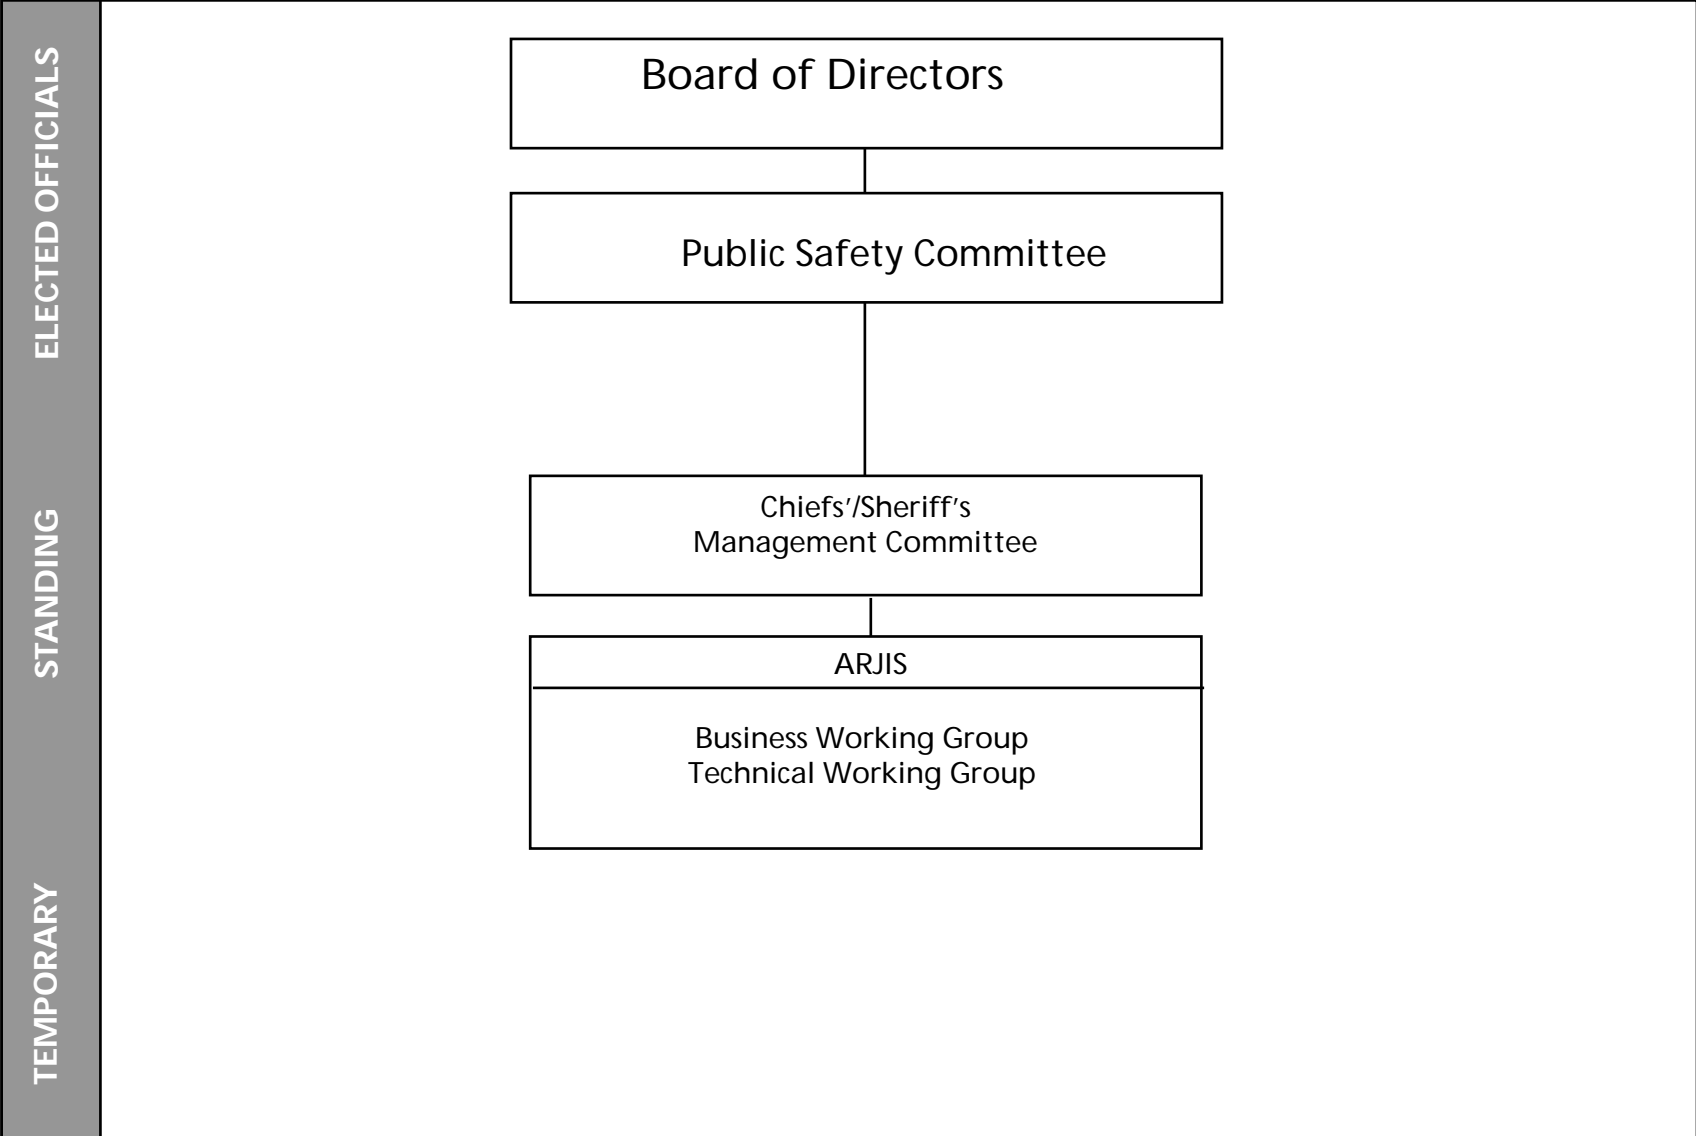 ELECTED OFFICIALS
Board of Directors
Public Safety Committee
STANDING
Chiefs’/Sheriff’s
Management Committee
ARJIS
Business Working Group
Technical Working Group
TEMPORARY